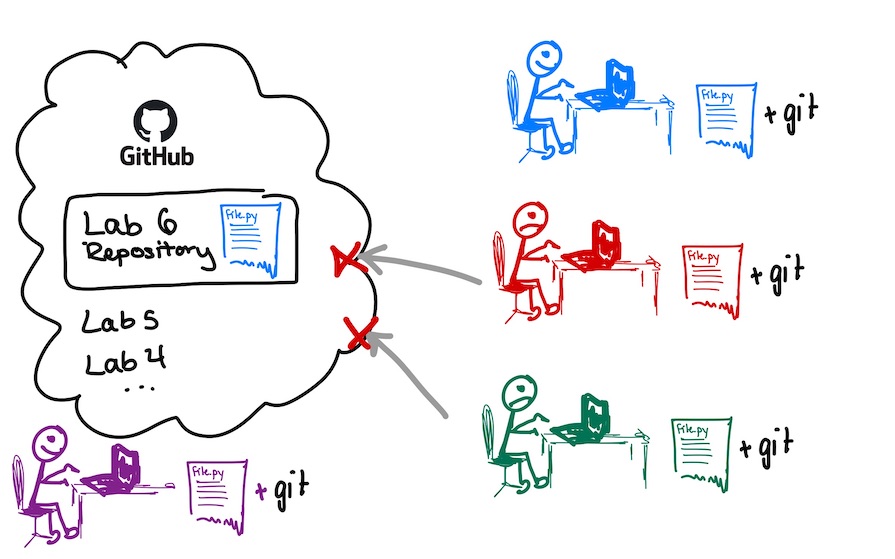 GitHub
Lab 6
Repository
File.py
Lab 5
Lab 4
...
File.py
+ git
File.py
+ git
File.py
+ git
File.py
+ git